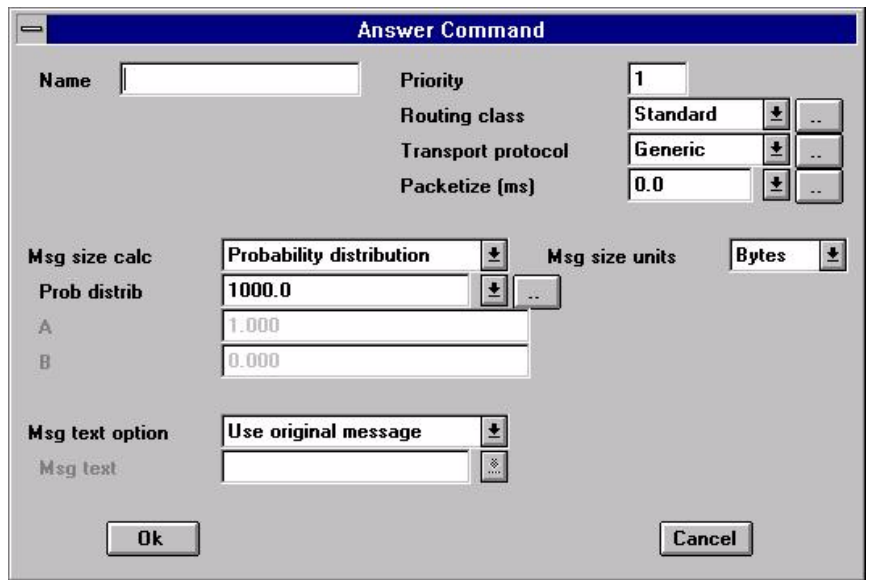 Answer Command
Name
Priority 1
Routing class Standard ..
Transport protocol Generic ..
Packetize (ms) 0.0 ..
Msg size calc Probability distribution Msg size units Bytes
Prob distrib 1000.0 ..
A 1.000
B 0.000
Msg text option Use original message
Msg text
Ok Cancel